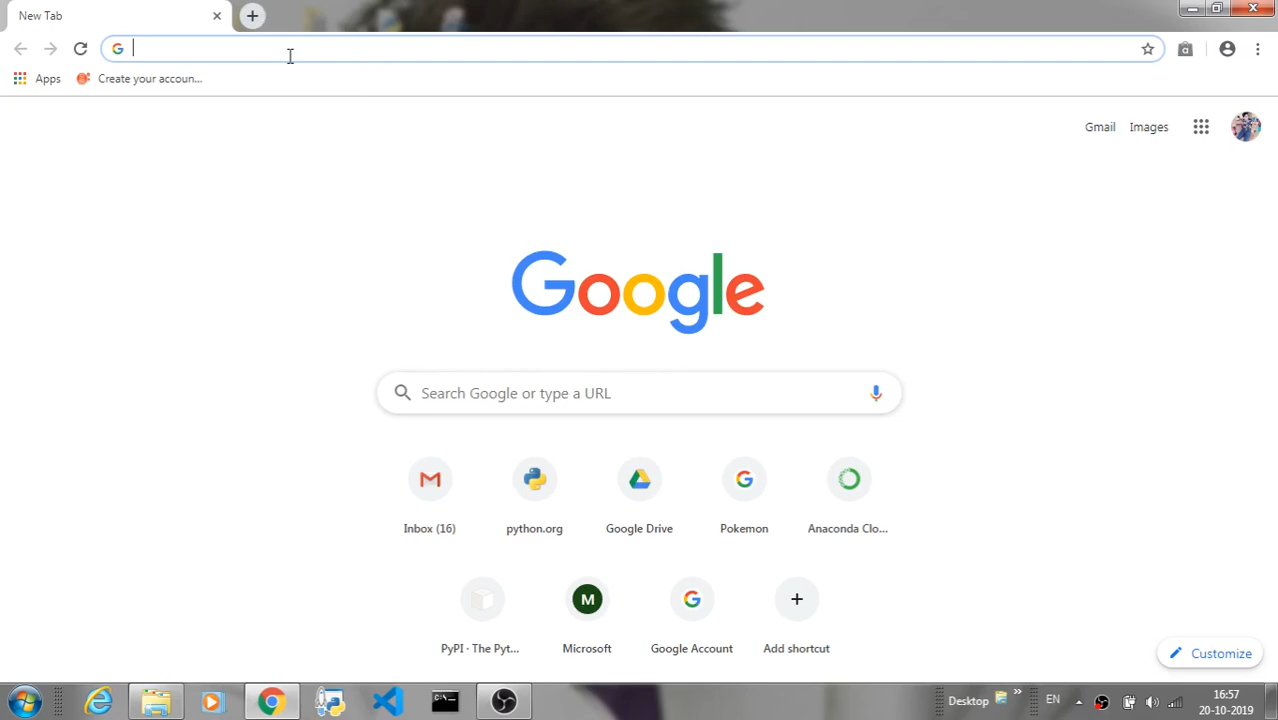 New Tab
Apps
Create your accoun...
Gmail
Images
Google
Search Google or type a URL
Inbox (16)
python.org
Google Drive
Pokemon
Anaconda Clo...
M
PyPI · The Pyt...
Microsoft
Google Account
Add shortcut
Customize
Desktop
EN
16:57
20-10-2019